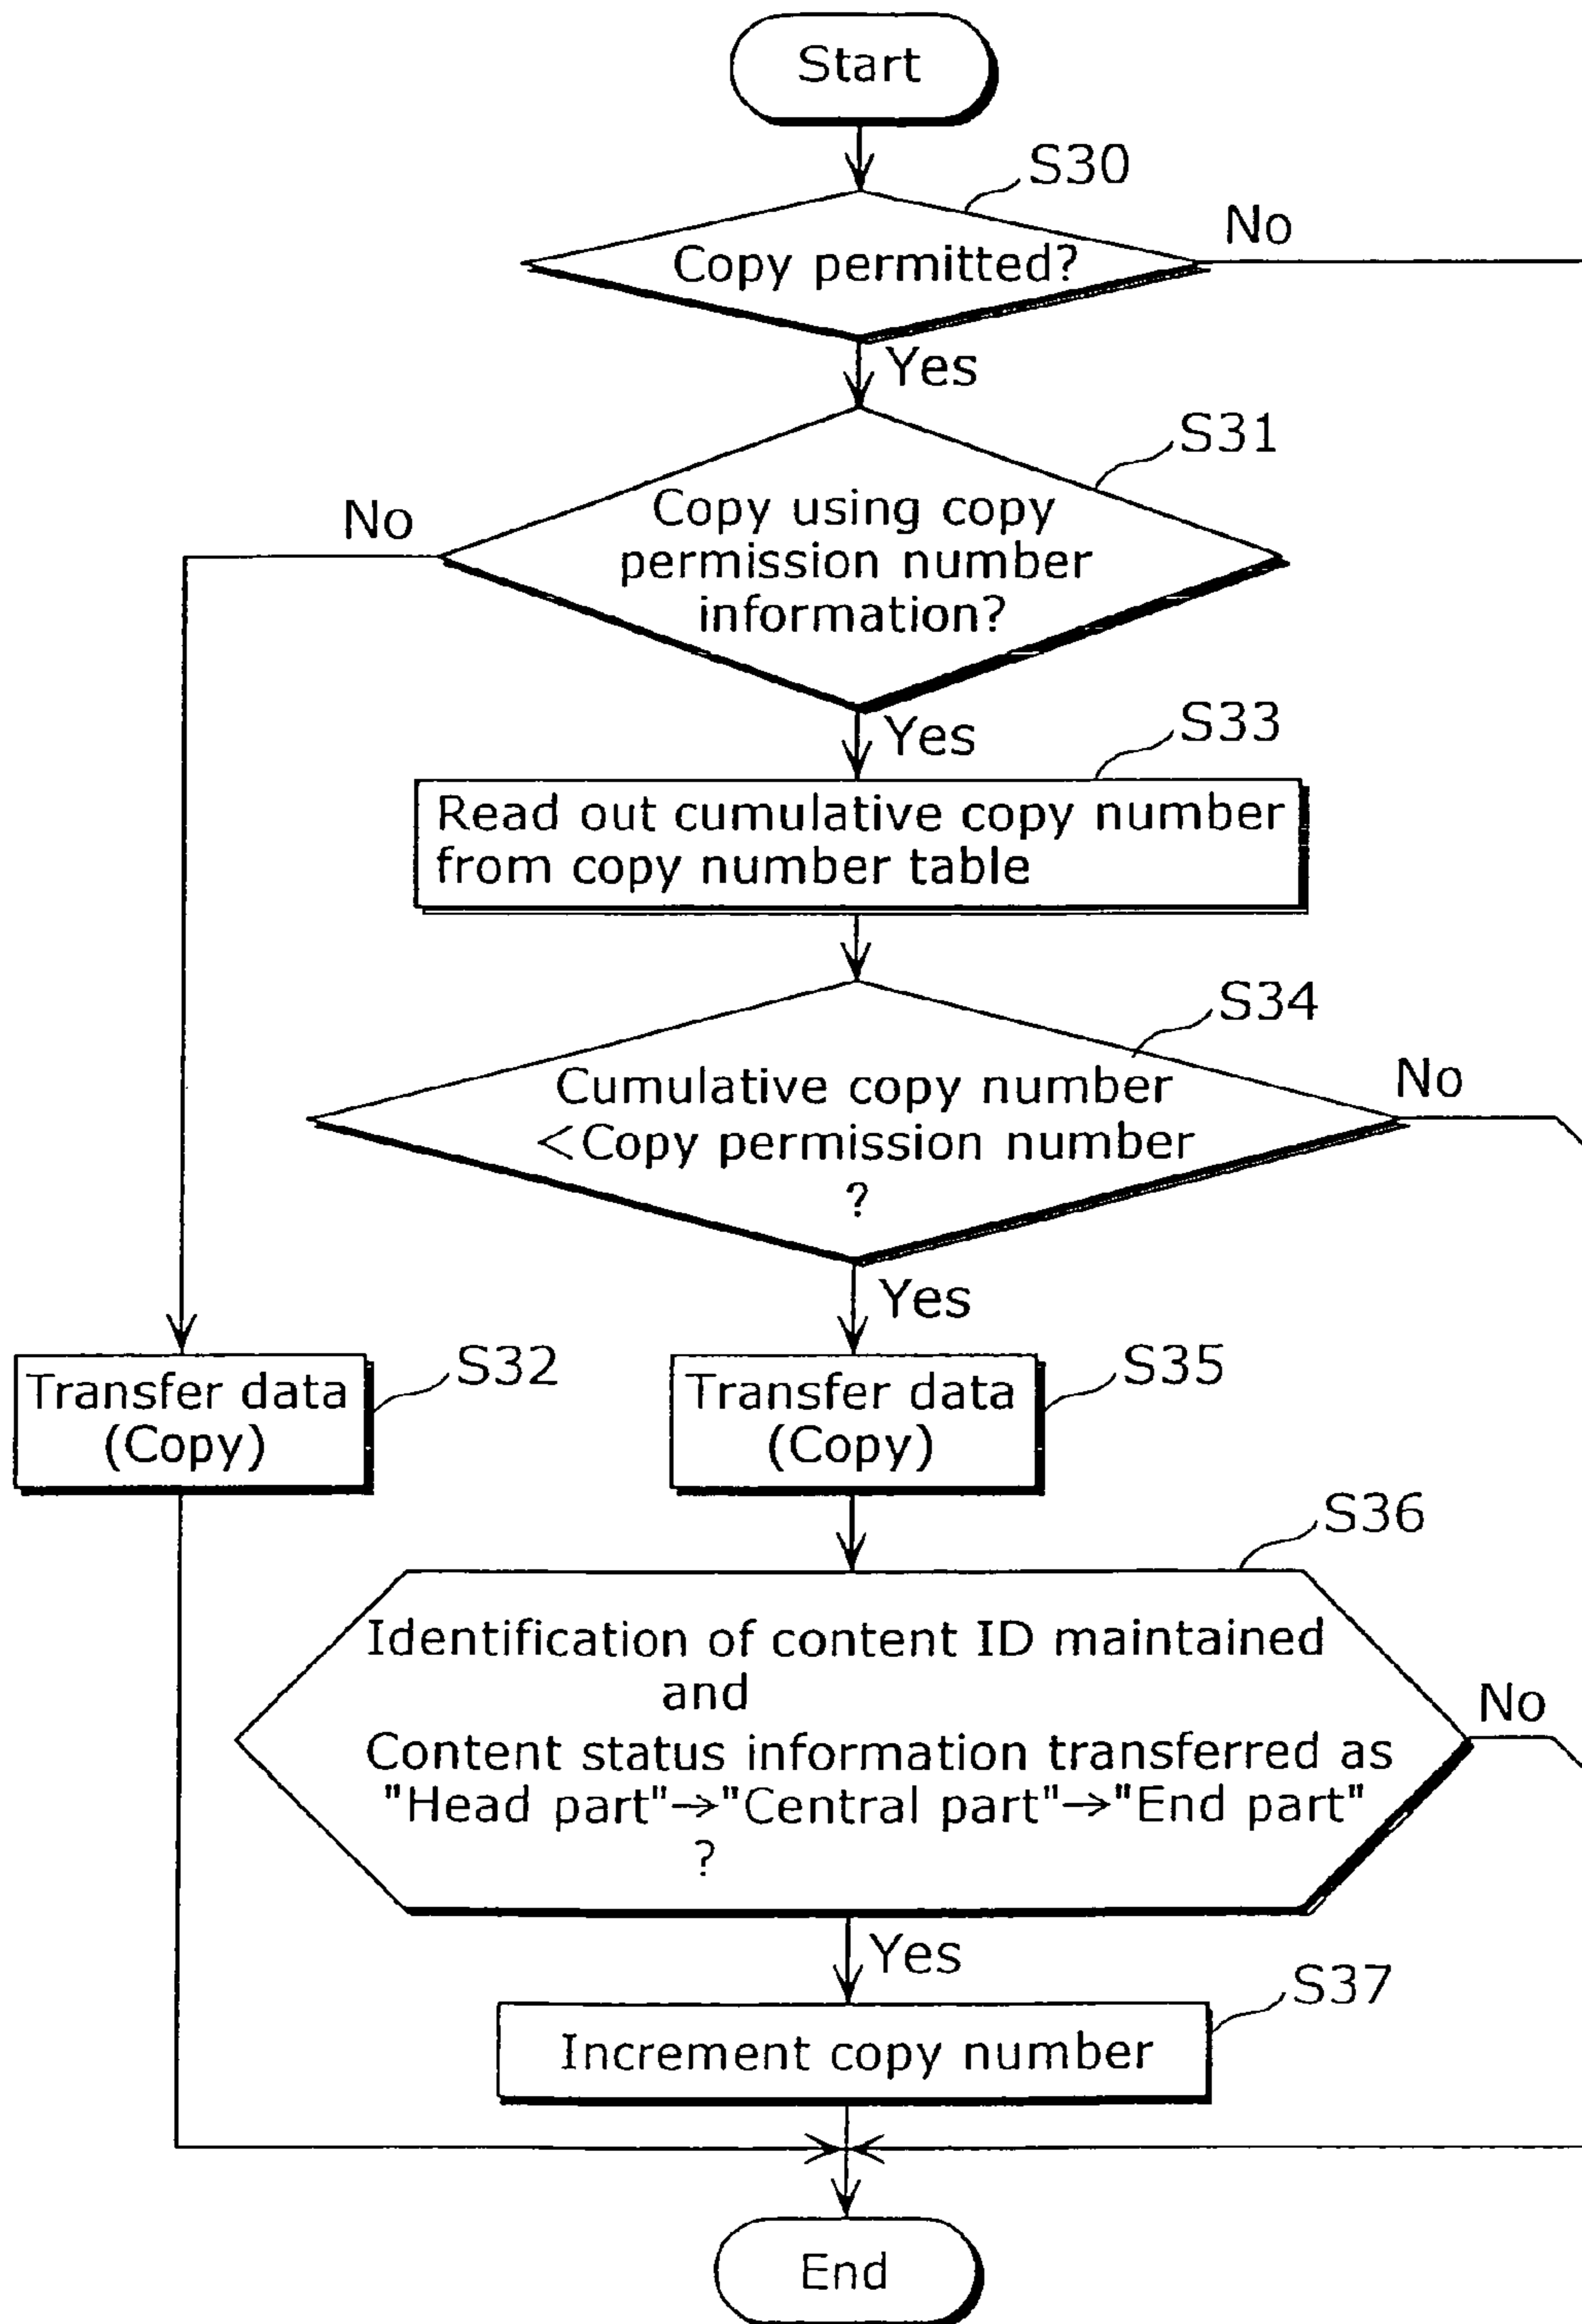 Start
S30
No
Copy permitted?
Yes
S31
No
Copy using copy
permission number
information?
Yes
S33
Read out cumulative copy number
from copy number table
S34
No
Cumulative copy number
<Copy permission number
?
Yes
S32
Transfer data
(Copy)
S35
Transfer data
(Copy)
S36
Identification of content ID maintained
and
No
Content status information transferred as
"Head part"→"Central part"→"End part"
?
Yes
S37
Increment copy number
End